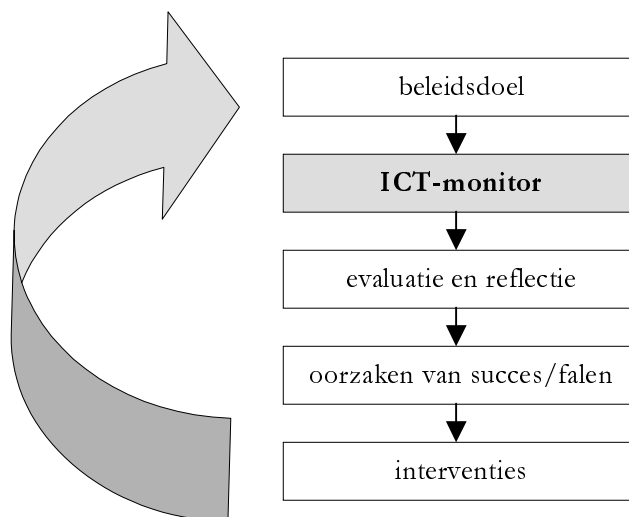 beleidsdoel
ICT-monitor
evaluatie en reflectie
oorzaken van succes/falen
interventies